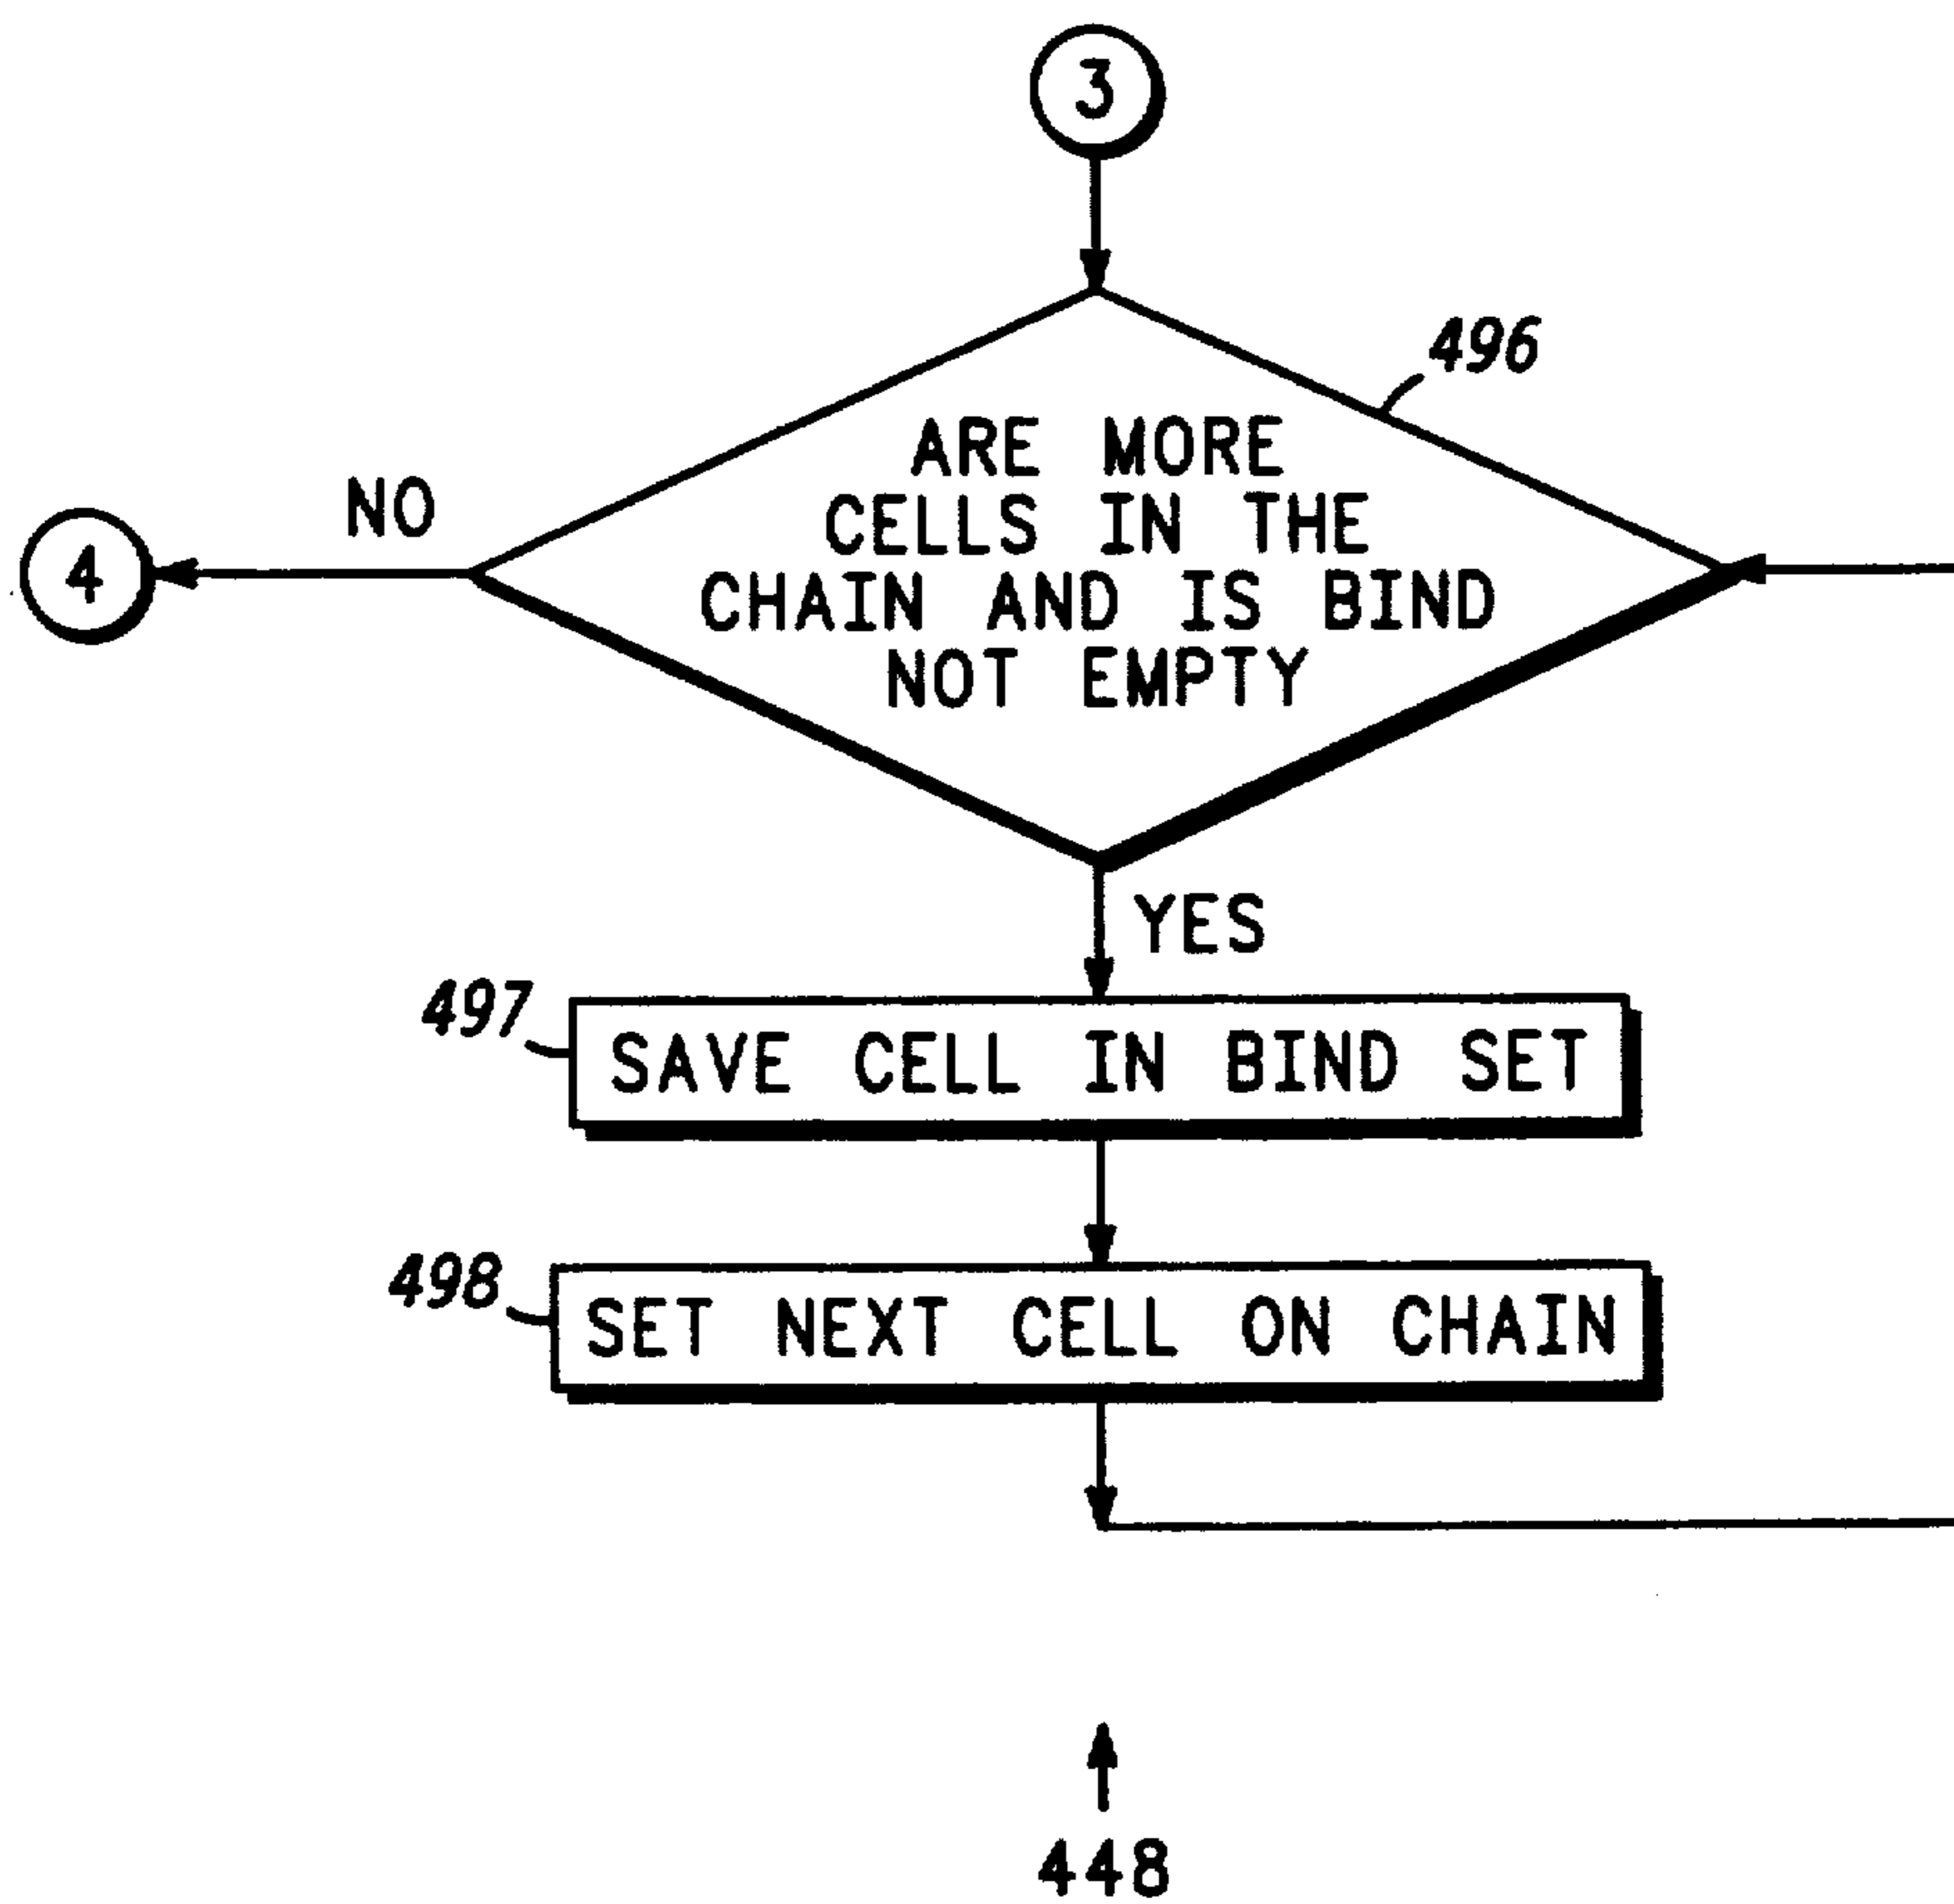 3
496
ARE MORE
CELLS IN THE
CHAIN AND IS BIND
NOT EMPTY
NO
4
YES
497
SAVE CELL IN BIND SET
498
SET NEXT CELL ON CHAIN
448